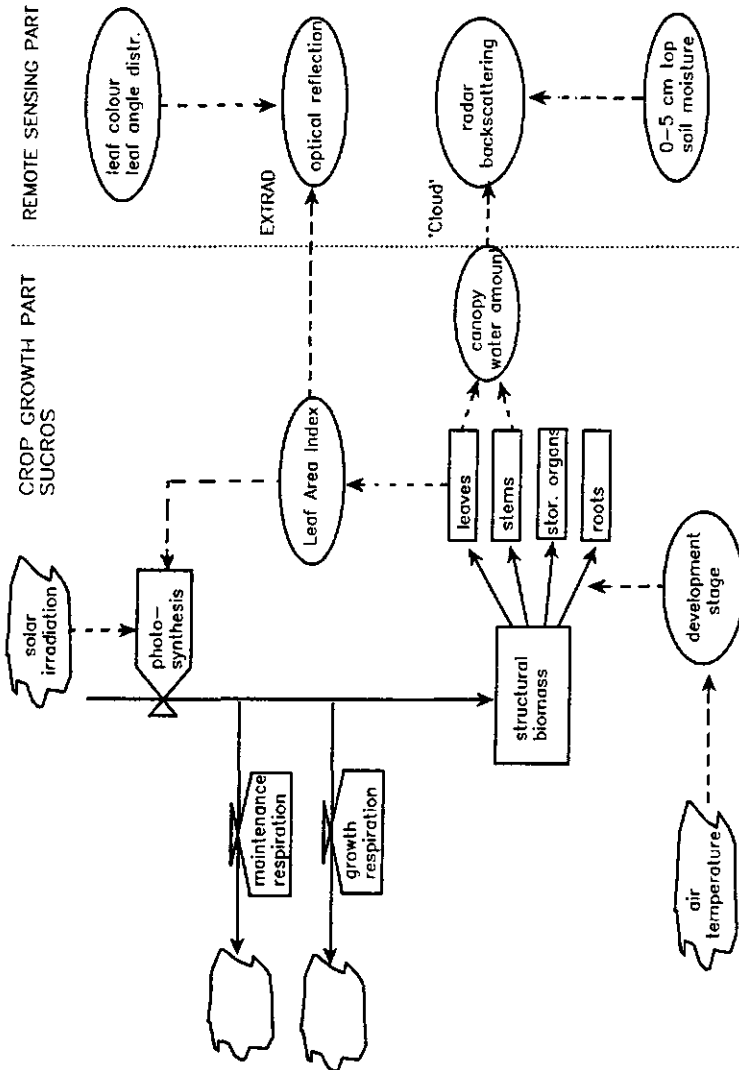 CROP GROWTH PART
SUCROS
REMOTE SENSING PART
solar
irradiation
photo–
synthesis
maintenance
respiration
growth
respiration
structural
biomass
air
temperature
development
stage
leaves
stems
stor. organs
roots
Leaf Area Index
canopy
water amount
EXTRAD
'Cloud'
leaf colour
leaf angle distr.
optical reflection
radar
backscattering
0–5 cm top
soil moisture